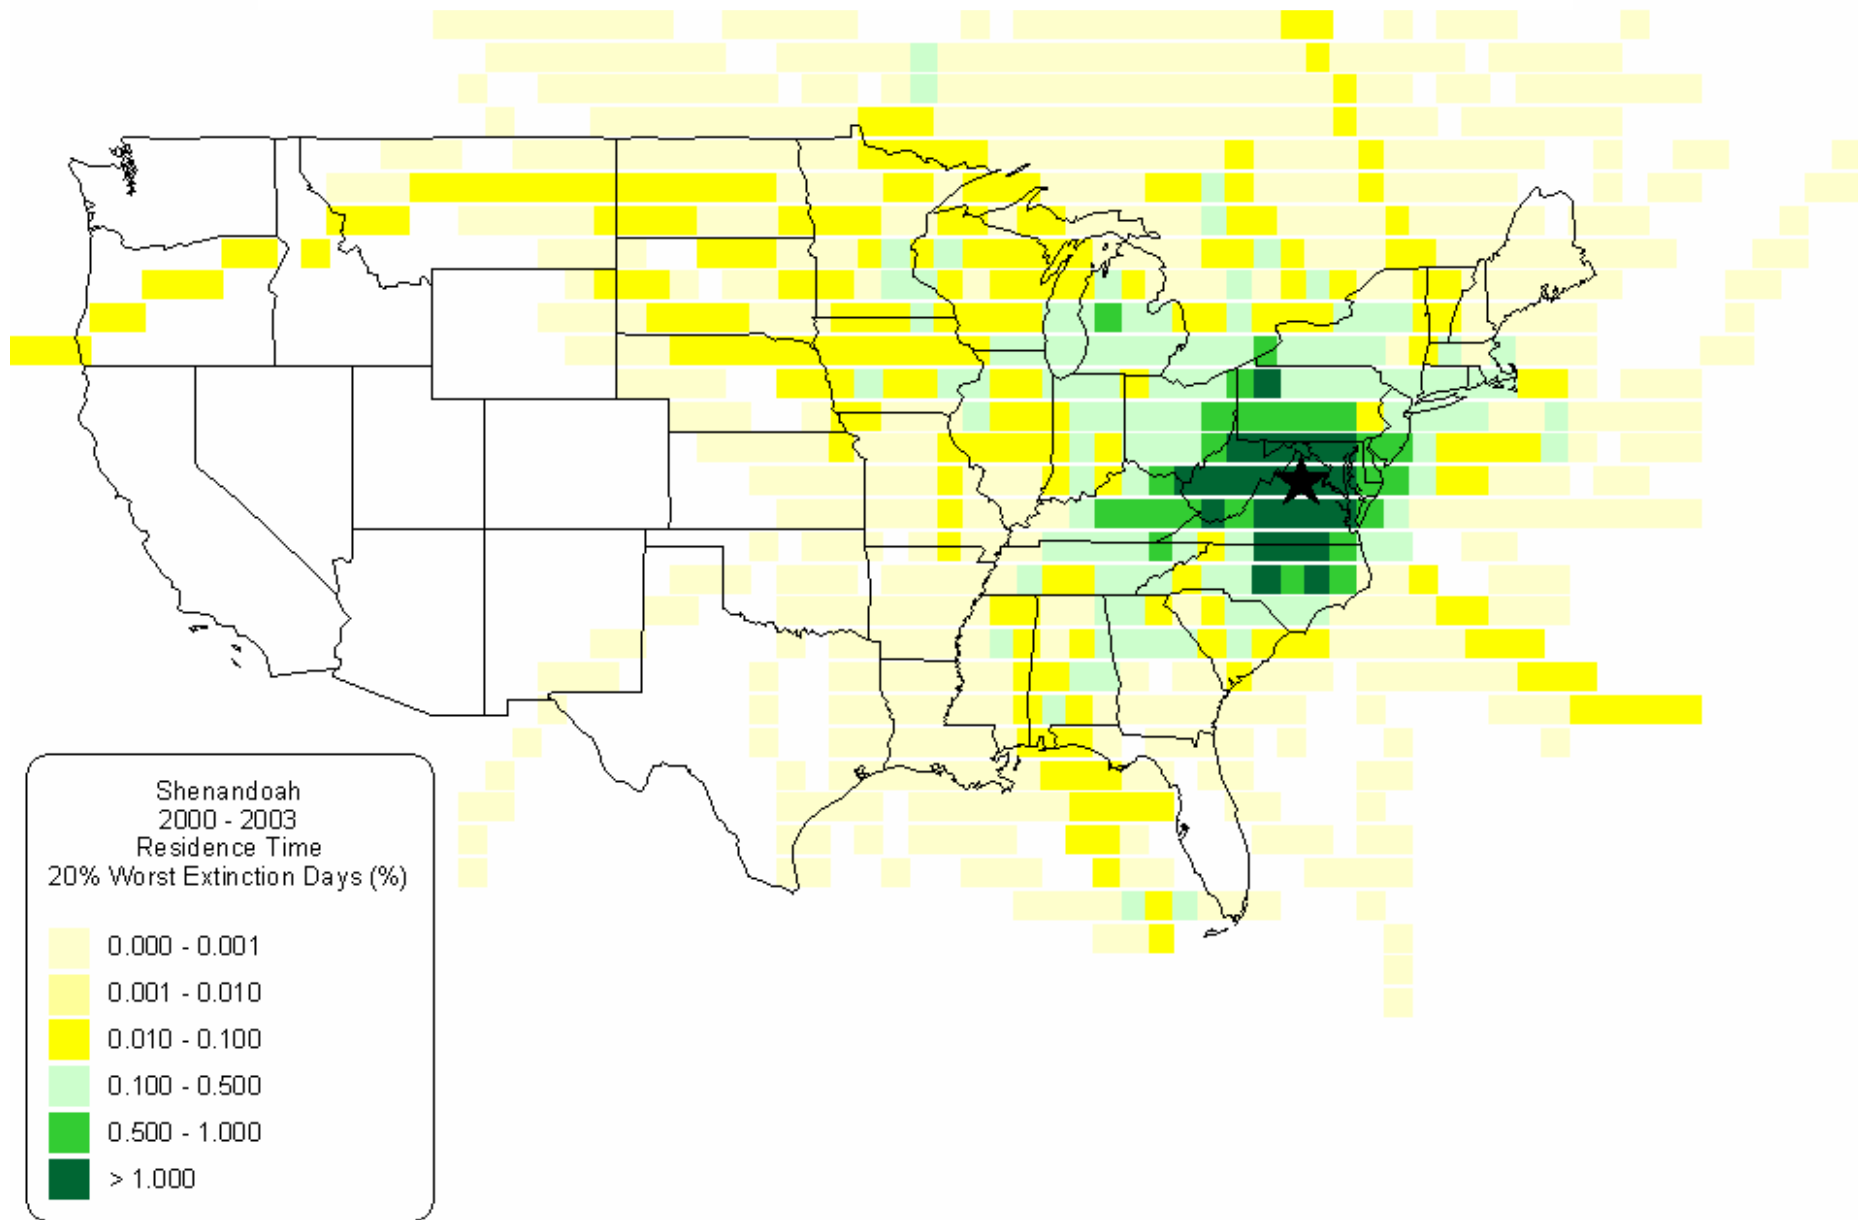 Shenandoah
2000 - 2003
Residence Time
20% Worst Extinction Days (%)
0.000 - 0.001
0.001 - 0.010
0.010 - 0.100
0.100 - 0.500
0.500 - 1.000
> 1.000